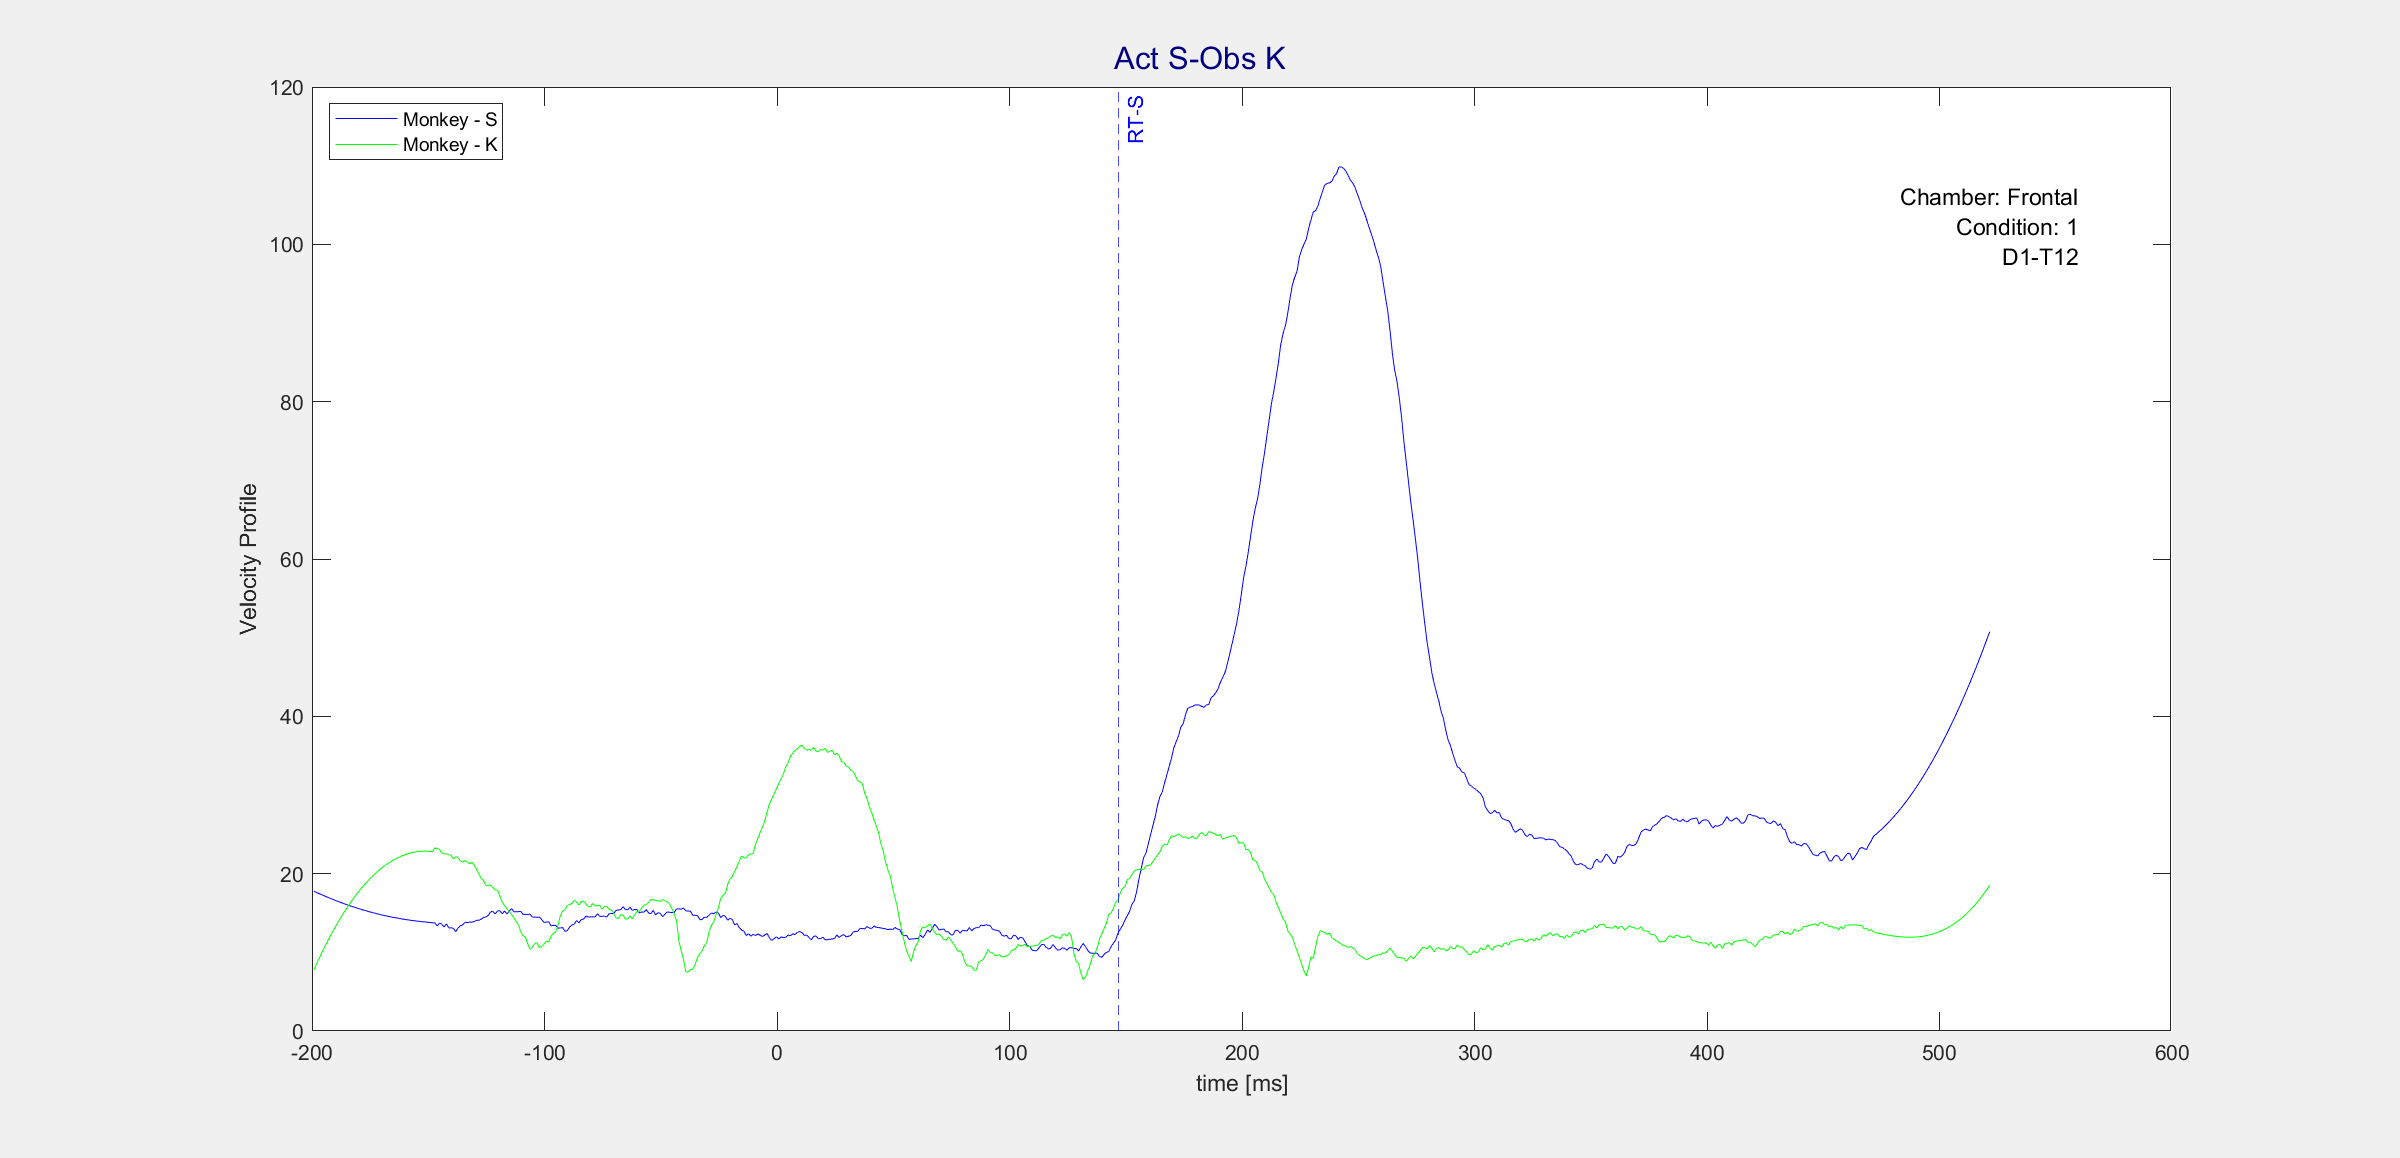 Act S-Obs K
Monkey - S
Monkey - K
RT-S
Chamber: Frontal
Condition: 1
D1-T12
120
100
80
60
40
20
0
Velocity Profile
-200 -100 0 100 200 300 400 500 600
time [ms]